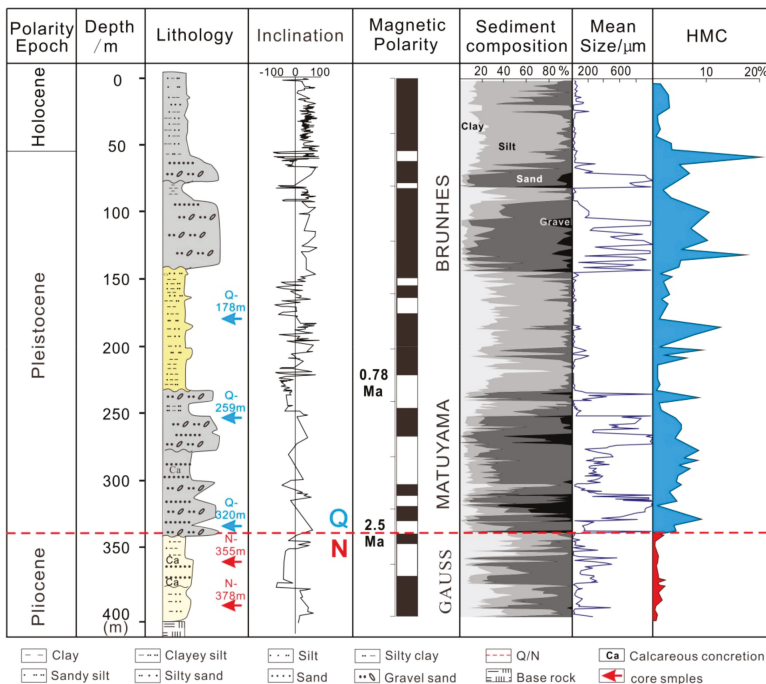 Polarity Epoch
Depth /m
Lithology
Inclination
Magnetic Polarity
Sediment composition
Mean Size/μm
HMC
-100 0 100
20 40 60 80 %
200 600
10 20%
Holocene
Pleistocene
Pliocene
0
50
100
150
200
250
300
350
400
(m)
Q-
178m
Q-
259m
Q-
320m
N-
355m
N-
378m
Ca
Ca
Ca
Q
N
0.78
Ma
2.5
Ma
BRUNHES
MATUYAMA
GAUSS
Clay
Silt
Sand
Gravel
Clay
Clayey silt
Silt
Silty clay
Q/N
Ca Calcareous concretion
Sandy silt
Silty sand
Sand
Gravel sand
Base rock
core smples